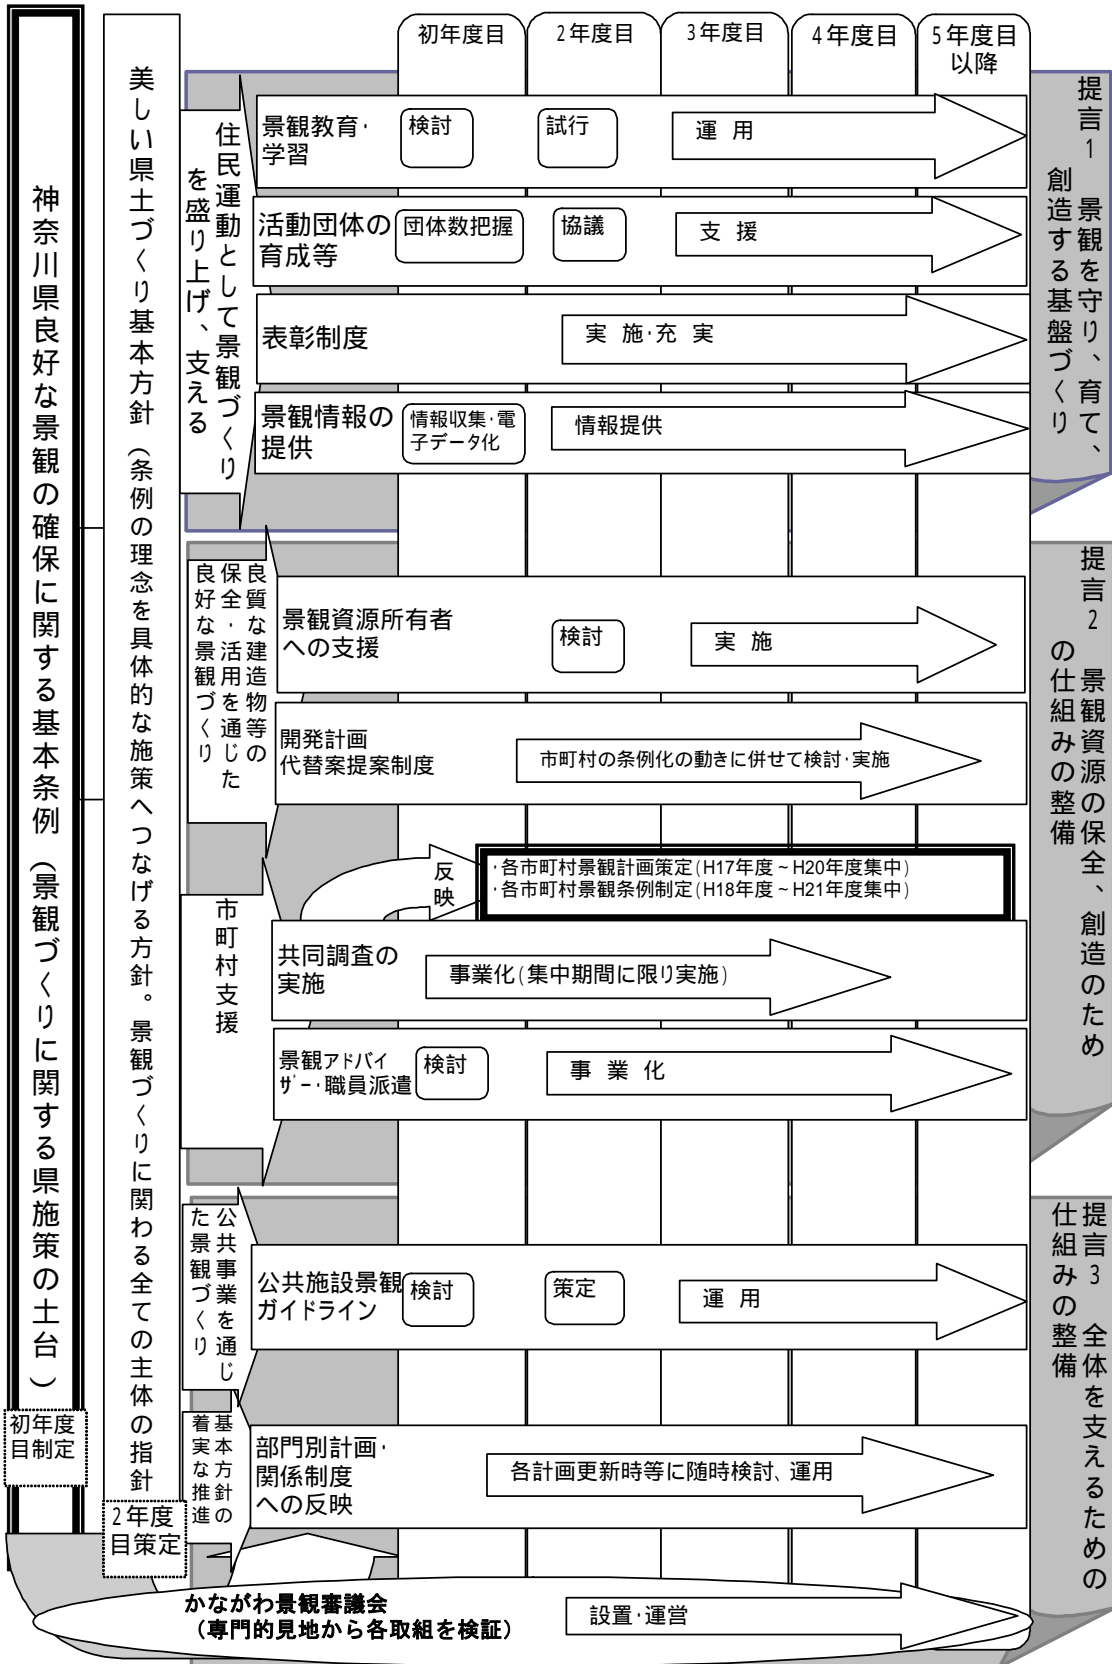 初年度目
2年度目
3年度目
4年度目
5年度目
以降
神奈川県良好な景観の確保に関する基本条例（景観づくりに関する県施策の土台）
初年度
目制定
美しい県土づくり基本方針（条例の理念を具体的な施策へつなげる方針。景観づくりに関わる全ての主体の指針
2年度
目策定
提言1　景観を守り、育て、
創造する基盤づくり
住民運動として景観づくり
を盛り上げ、支える
景観教育・
学習
検討
試行
運 用
活動団体の
育成等
団体数把握
協議
支 援
表彰制度
実 施・充 実
景観情報の
提供
情報収集・電
子データ化
情報提供
提言2　景観資源の保全、創造のため
の仕組みの整備
良質な建造物等の
保全・活用を通じた
良好な景観づくり
景観資源所有者
への支援
検討
実 施
開発計画
代替案提案制度
市町村の条例化の動きに併せて検討・実施
市町村支援
反映
・各市町村景観計画策定(H17年度～H20年度集中)
・各市町村景観条例制定(H18年度～H21年度集中)
共同調査の
実施
事業化(集中期間に限り実施)
景観アドバイ
ザー・職員派遣
検討
事 業 化
提言3　全体を支えるための
仕組みの整備
公共事業を通じ
た景観づくり
公共施設景観
ガイドライン
検討
策定
運 用
基本方針の
着実な推進
部門別計画・
関係制度
への反映
各計画更新時等に随時検討、運用
かながわ景観審議会
（専門的見地から各取組を検証）
設置・運営